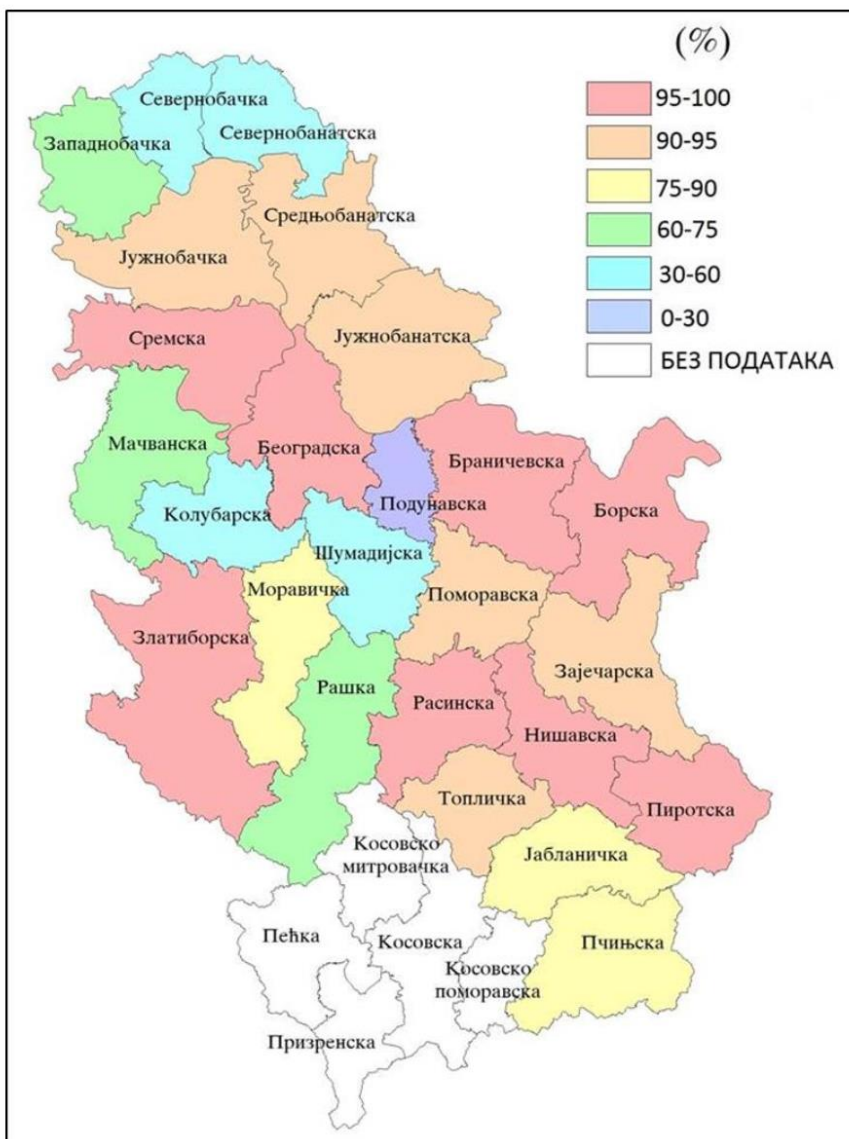 (%)
95-100
90-95
75-90
60-75
30-60
0-30
БЕЗ ПОДАТАКА
Севернобачка
Севернобанатска
Западнобачка
Средњобанатска
Јужнобачка
Сремска
Јужнобанатска
Мачванска
Београдска
Браничевска
Подунавска
Борска
Колубарска
Шумадијска
Моравичка
Поморавска
Златиборска
Зајечарска
Рашка
Расинска
Нишавска
Топличка
Пиротска
Јабланичка
Косовско
митровачка
Пећка
Косовска
Косовско
поморавска
Пчињска
Призренска